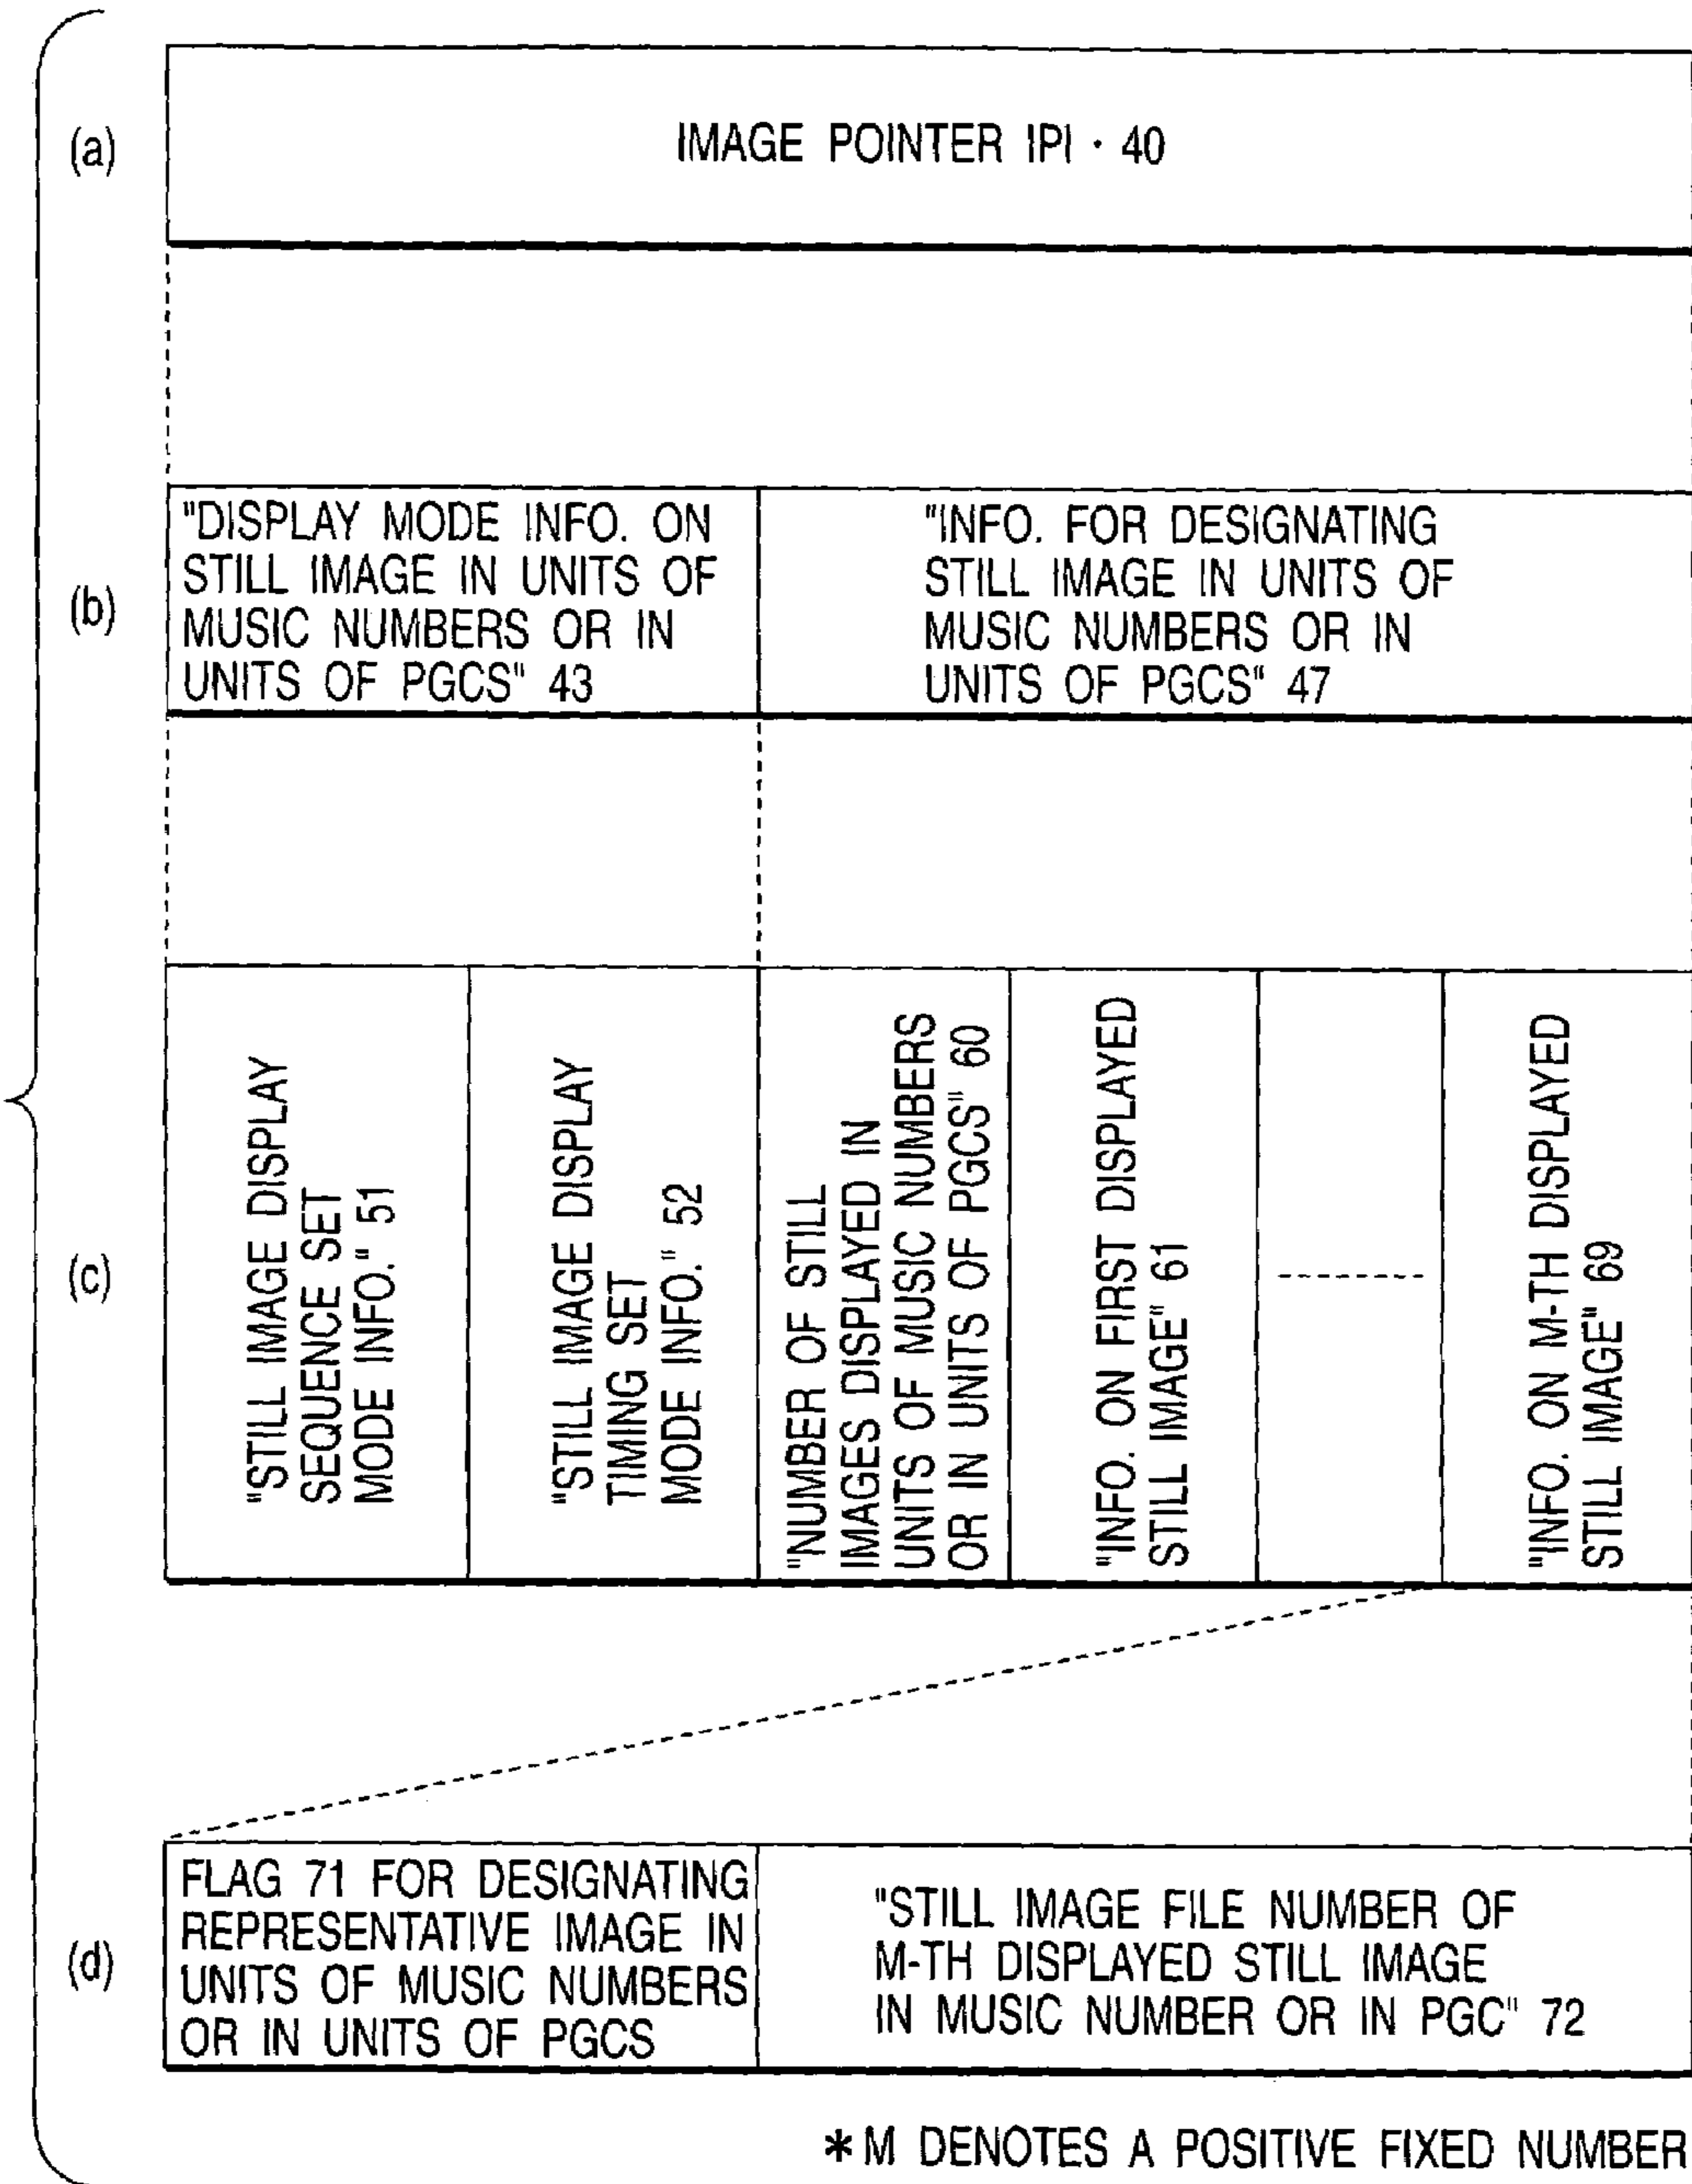 (a)
IMAGE POINTER IPI · 40
(b)
"DISPLAY MODE INFO. ON
STILL IMAGE IN UNITS OF
MUSIC NUMBERS OR IN
UNITS OF PGCS" 43
"INFO. FOR DESIGNATING
STILL IMAGE IN UNITS OF
MUSIC NUMBERS OR IN
UNITS OF PGCS" 47
(c)
"STILL IMAGE DISPLAY
SEQUENCE SET
MODE INFO." 51
"STILL IMAGE DISPLAY
TIMING SET
MODE INFO." 52
"NUMBER OF STILL
IMAGES DISPLAYED IN
UNITS OF MUSIC NUMBERS
OR IN UNITS OF PGCS" 60
"INFO. ON FIRST DISPLAYED
STILL IMAGE" 61
"INFO. ON M-TH DISPLAYED
STILL IMAGE" 69
(d)
FLAG 71 FOR DESIGNATING
REPRESENTATIVE IMAGE IN
UNITS OF MUSIC NUMBERS
OR IN UNITS OF PGCS
"STILL IMAGE FILE NUMBER OF
M-TH DISPLAYED STILL IMAGE
IN MUSIC NUMBER OR IN PGC" 72
*M DENOTES A POSITIVE FIXED NUMBER